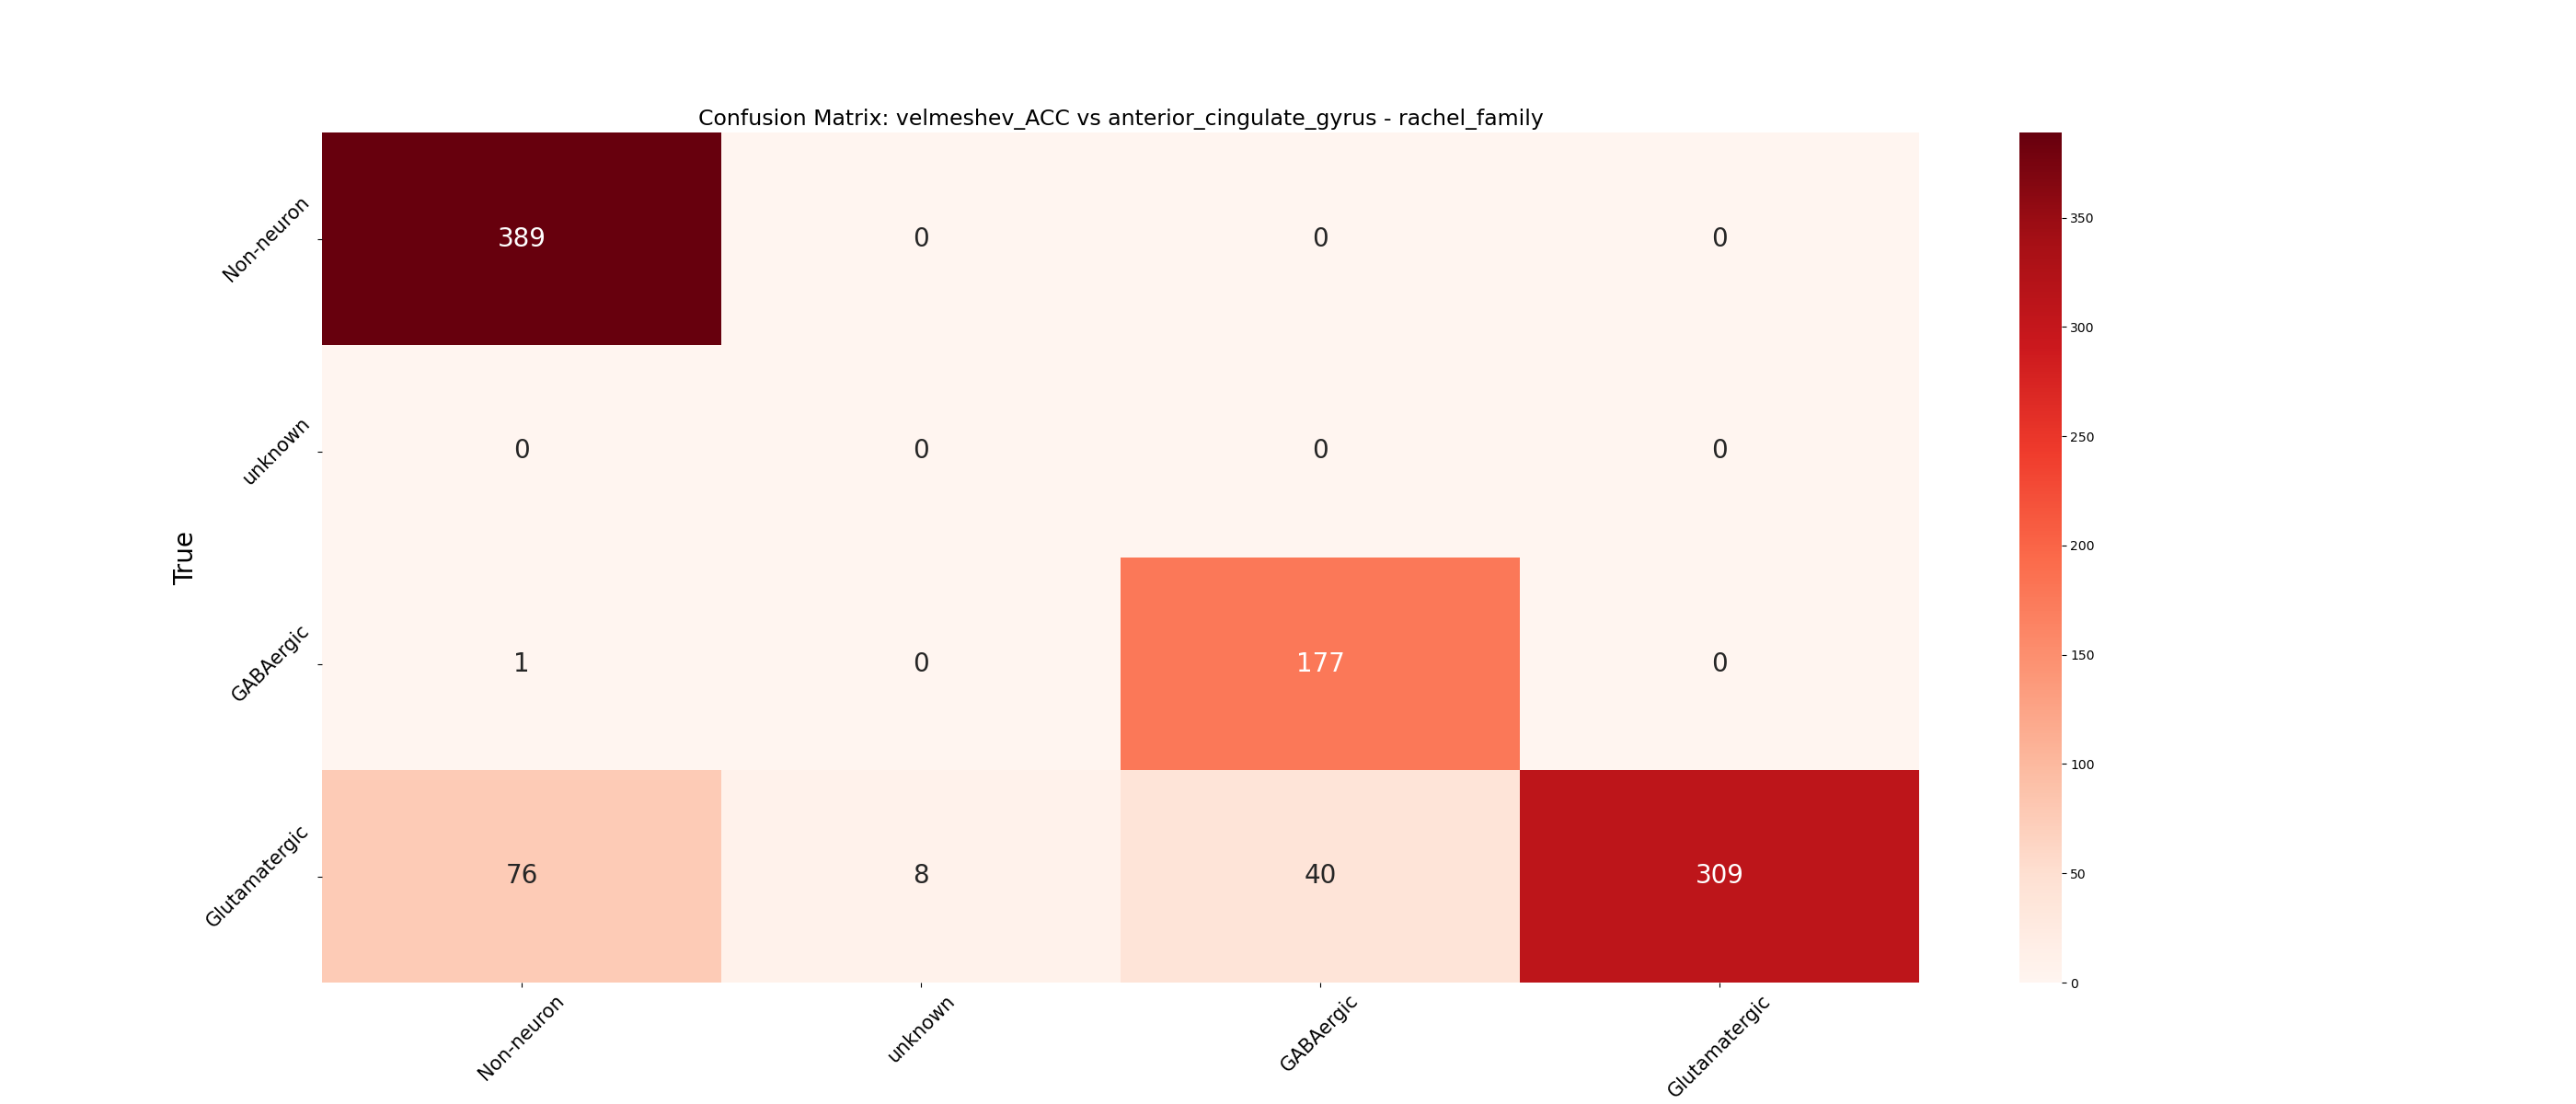 Confusion Matrix: velmeshev_ACC vs anterior_cingulate_gyrus - rachel_family
True
Non-neuron
389 0 0 0
unknown
0 0 0 0
GABAergic
1 0 177 0
Glutamatergic
76 8 40 309
Non-neuron unknown GABAergic Glutamatergic
350
300
250
200
150
100
50
0